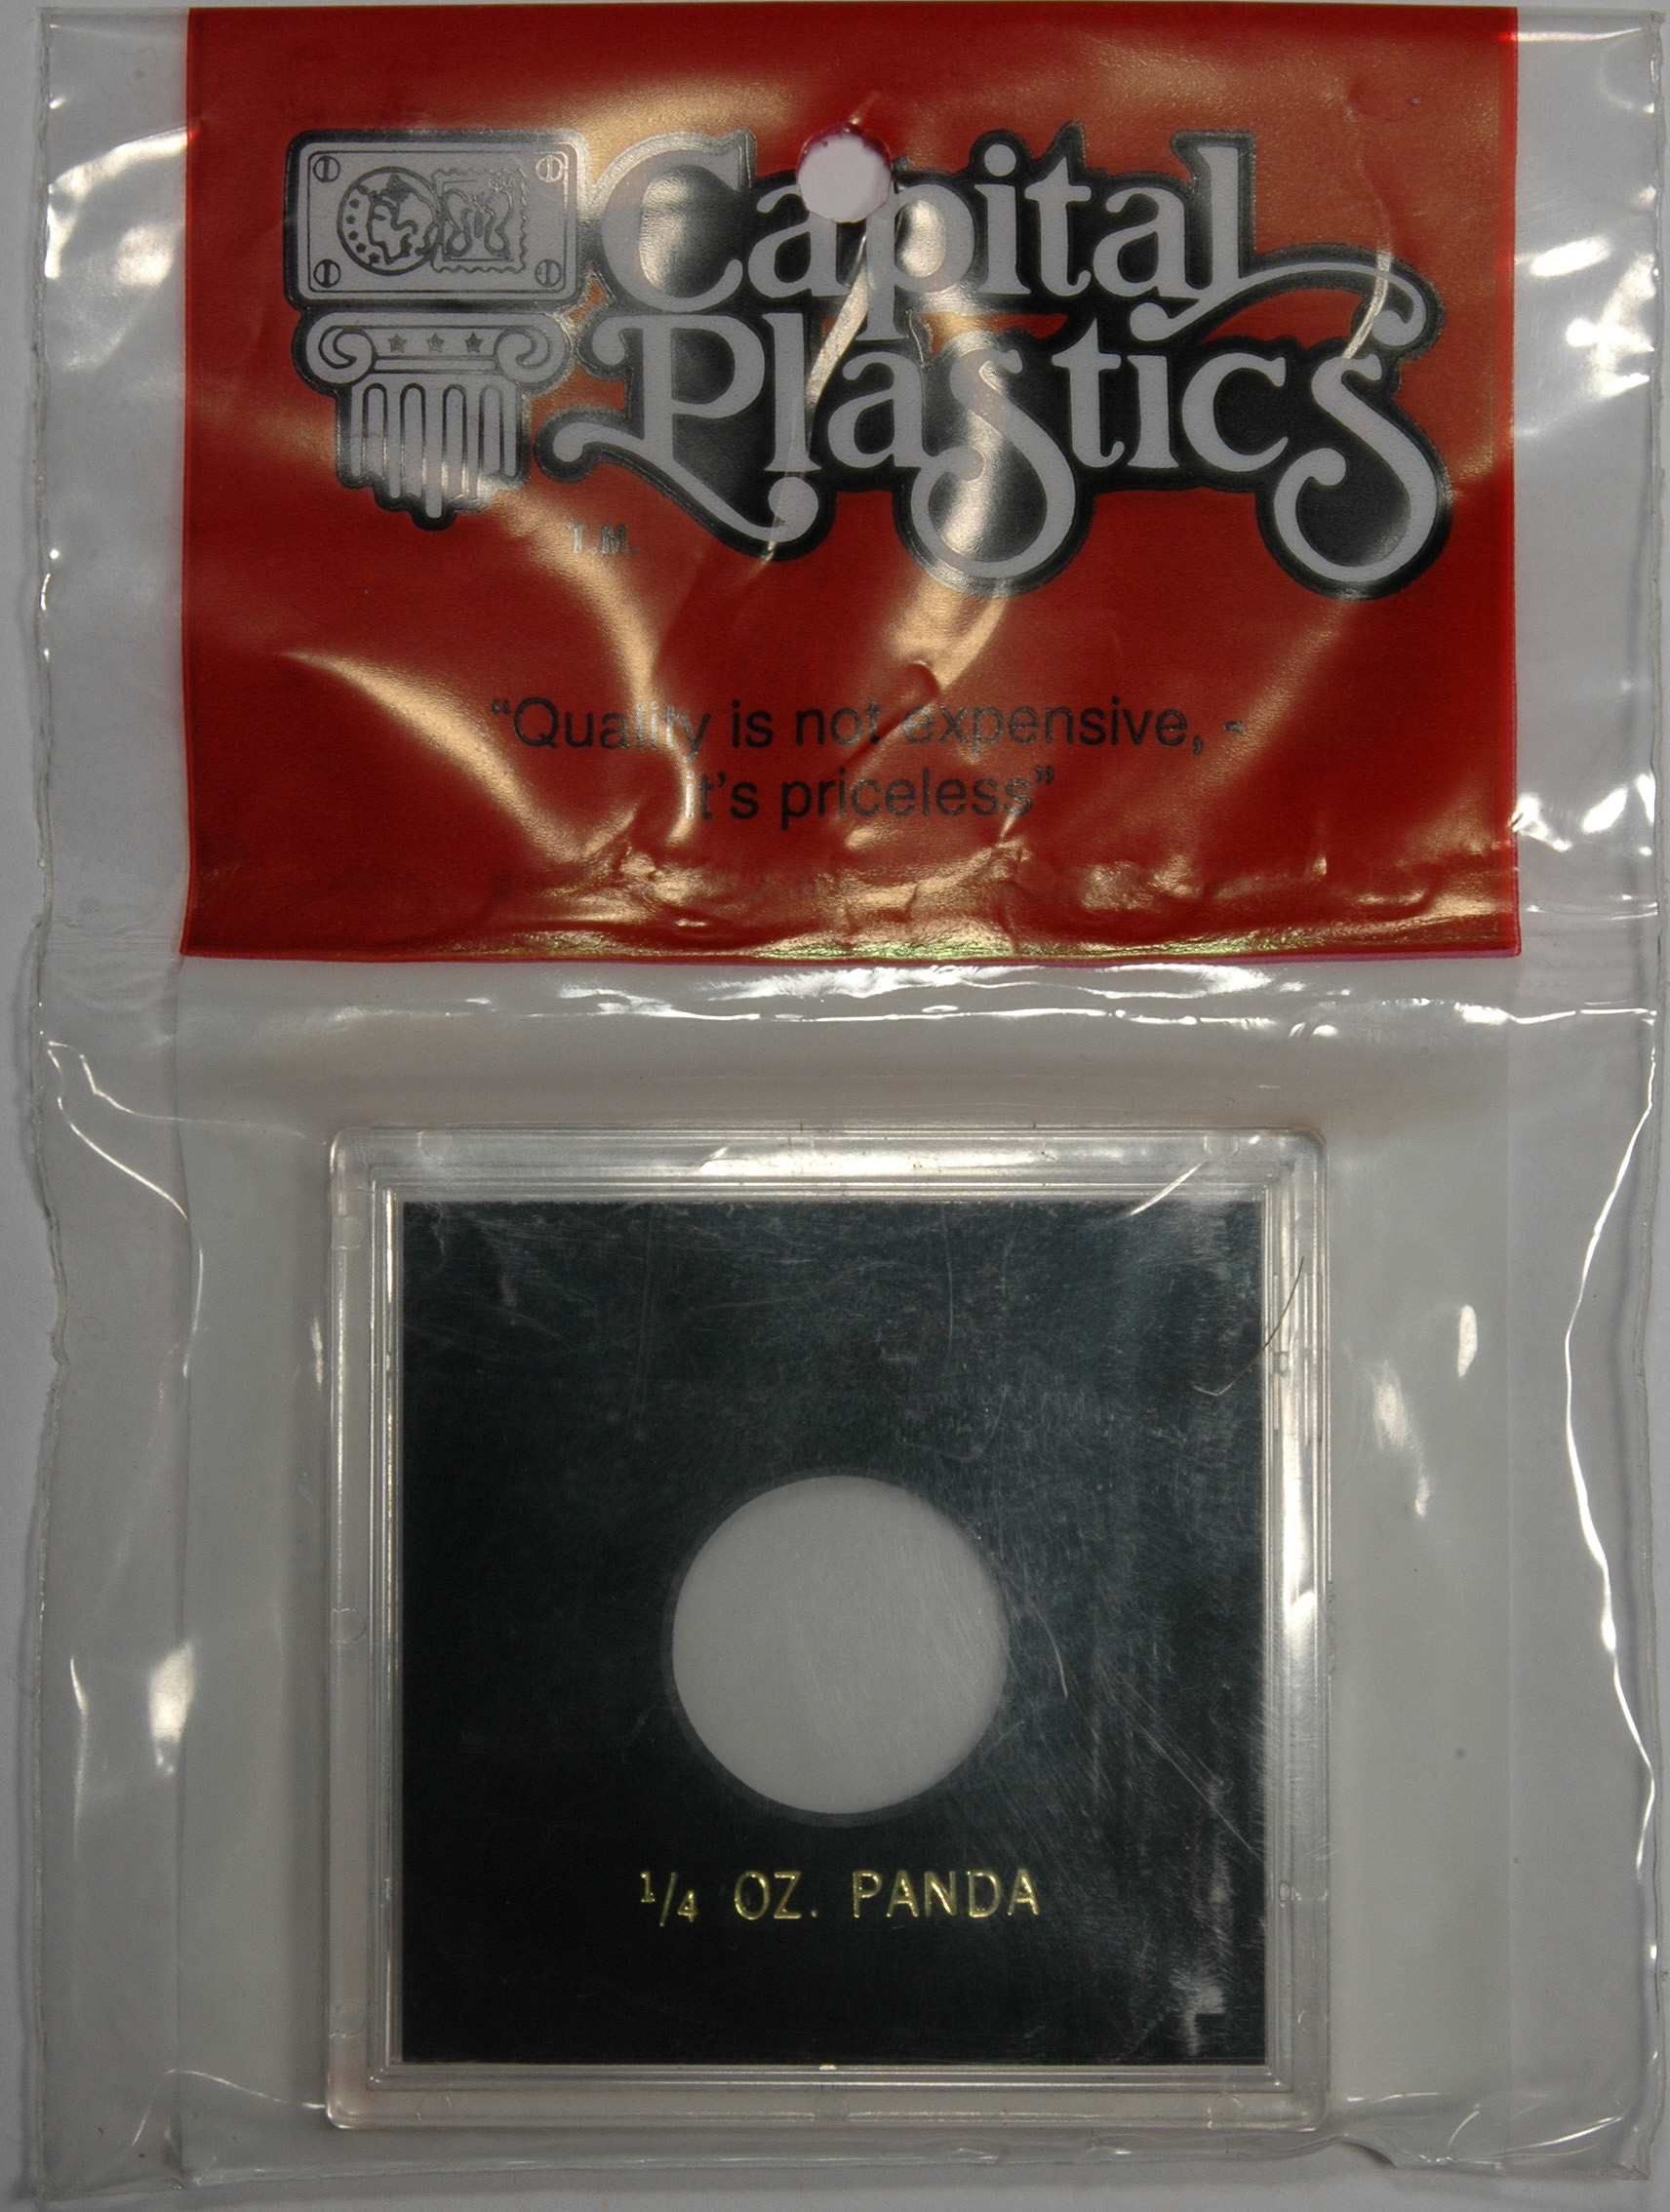 Capital
Plastics
T.M.
“Quality is not expensive, -
it's priceless”
1/4 OZ. PANDA